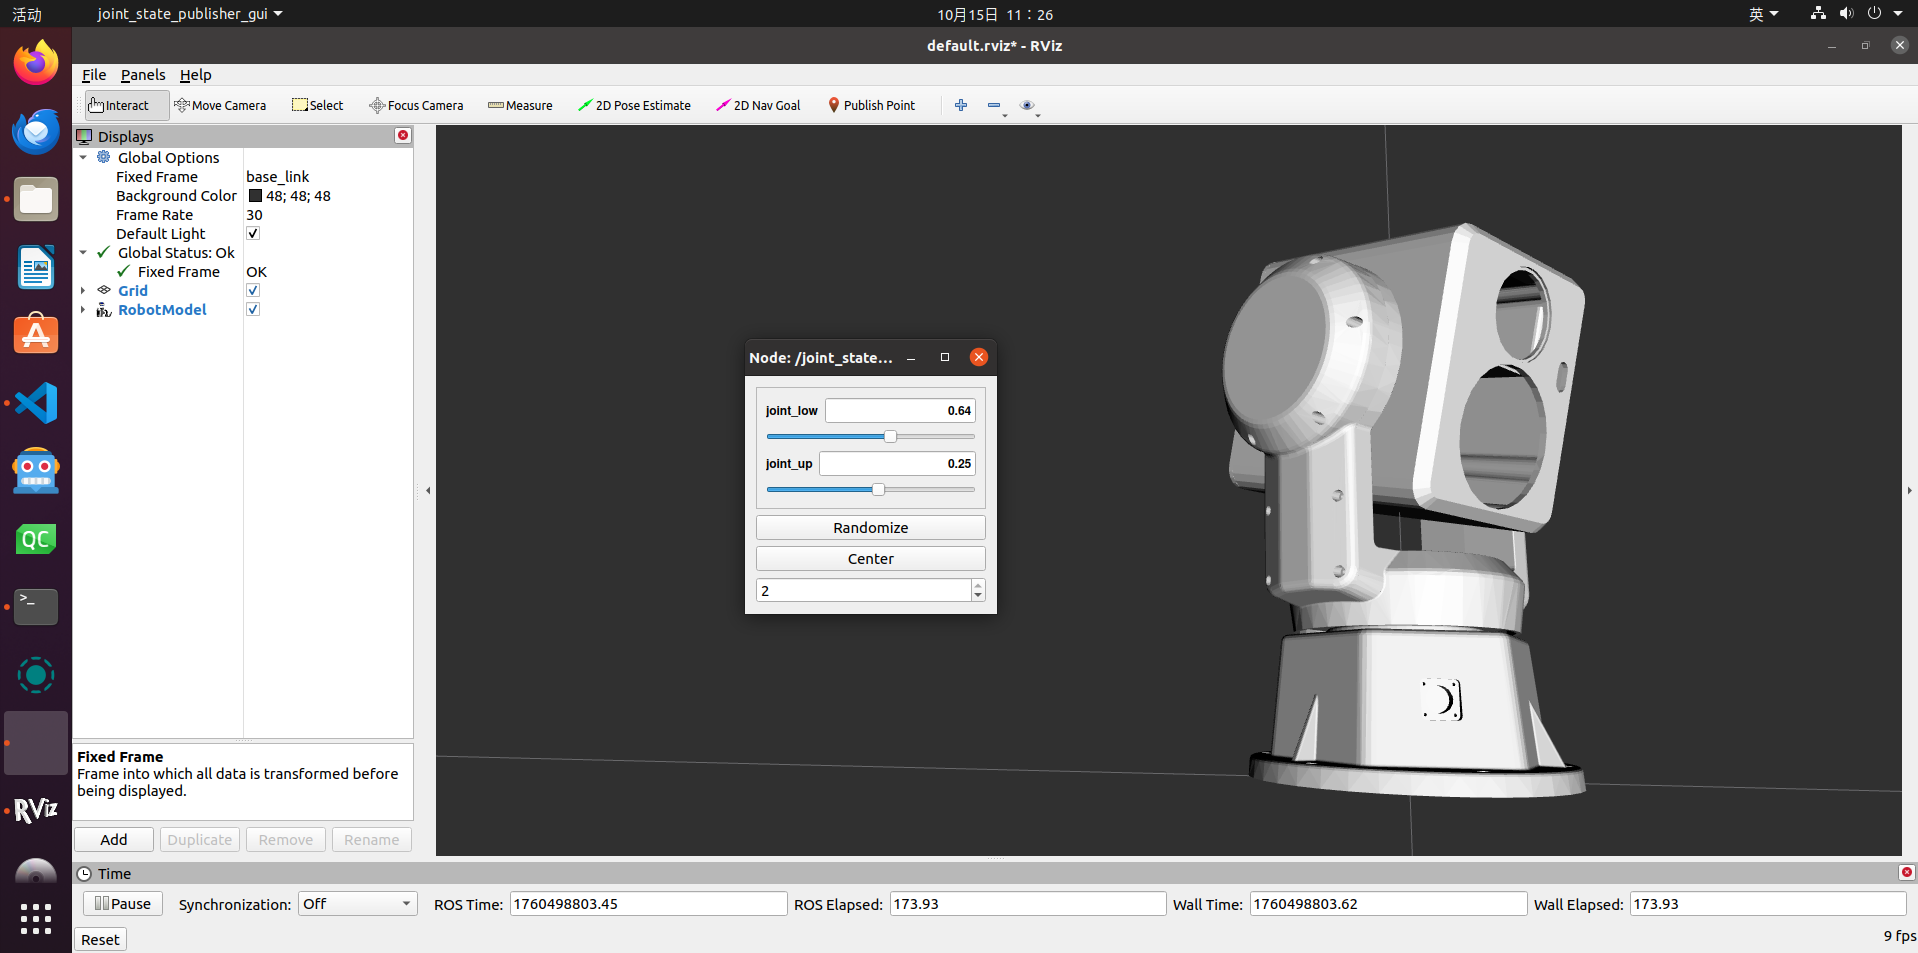 活动
joint_state_publisher_gui
10月15日 11：26
英
default.rviz* - RViz
File Panels Help
Interact Move Camera Select Focus Camera Measure 2D Pose Estimate 2D Nav Goal Publish Point
Displays
Global Options
Fixed Frame base_link
Background Color 48; 48; 48
Frame Rate 30
Default Light
Global Status: Ok
Fixed Frame OK
Grid
RobotModel
Node: /joint_state...
joint_low 0.64
joint_up 0.25
Randomize
Center
2
QC
>_
RViz
Fixed Frame
Frame into which all data is transformed before
being displayed.
Add Duplicate Remove Rename
Time
Pause Synchronization: Off ROS Time: 1760498803.45 ROS Elapsed: 173.93 Wall Time: 1760498803.62 Wall Elapsed: 173.93
Reset
9 fps